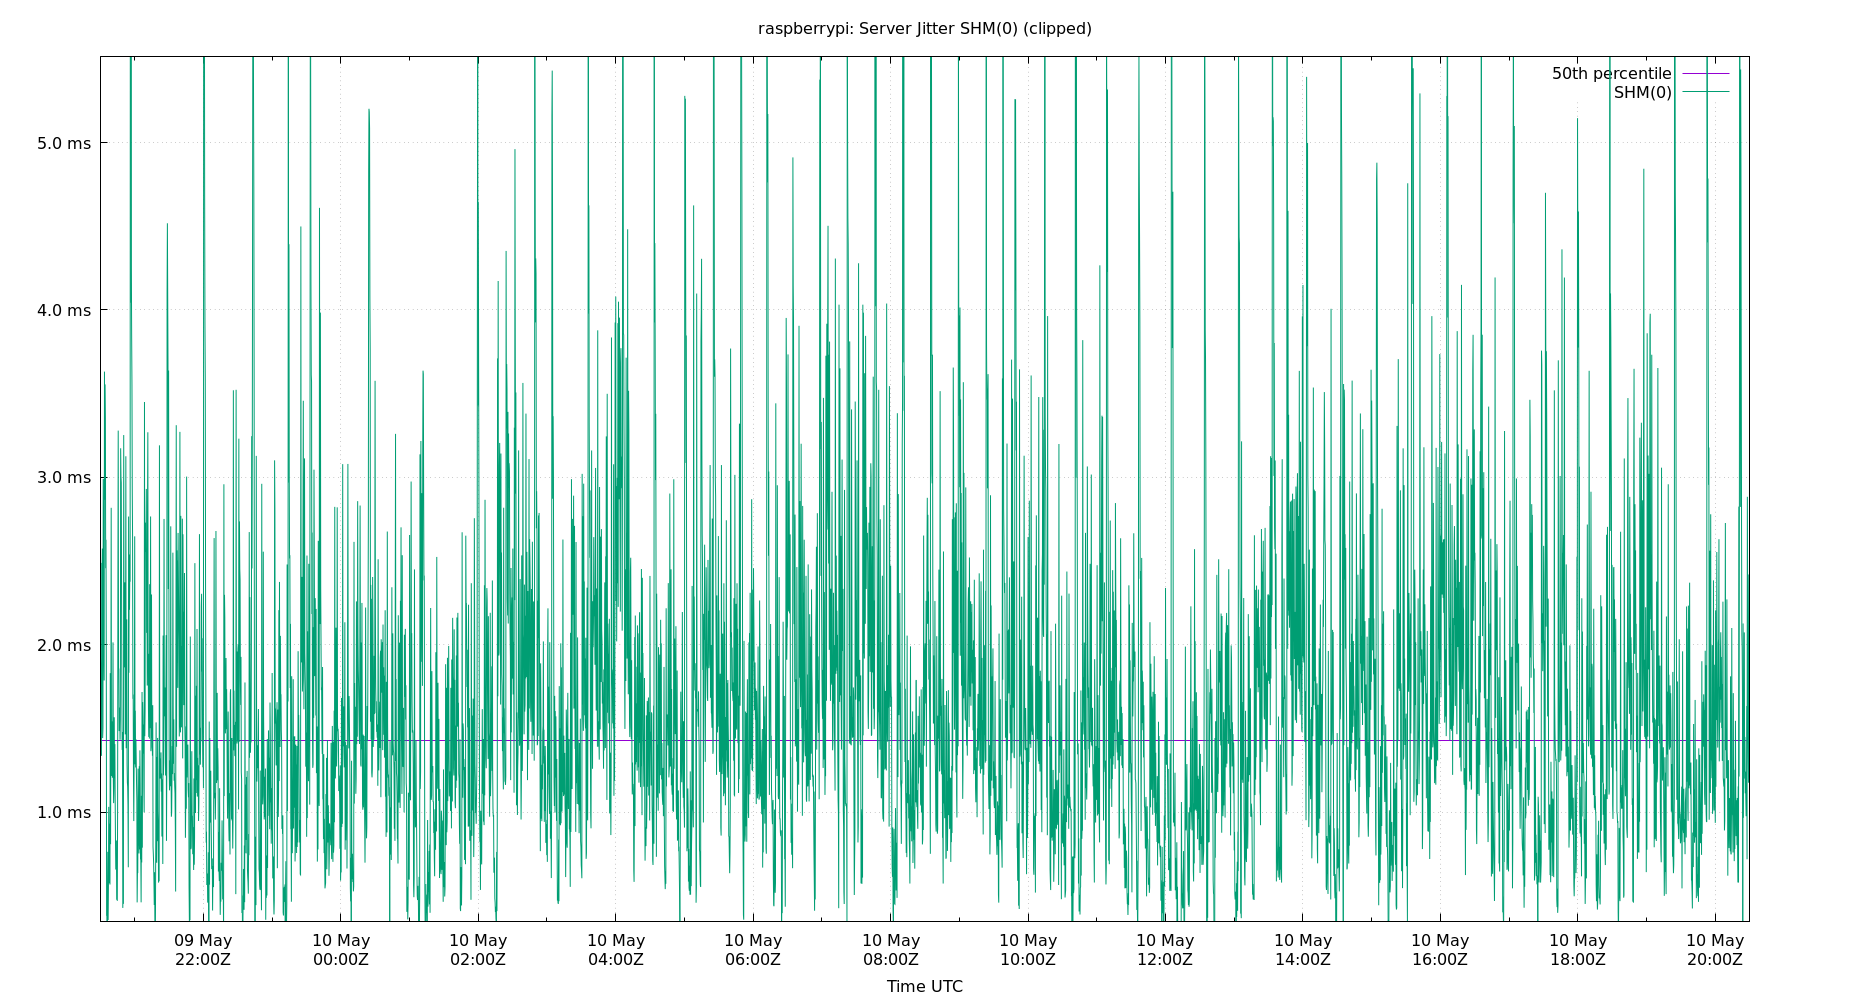 raspberrypi: Server Jitter SHM(0) (clipped)
50th percentile
SHM(0)
5.0 ms
4.0 ms
3.0 ms
2.0 ms
1.0 ms
09 May 10 May 10 May 10 May 10 May 10 May 10 May 10 May 10 May 10 May 10 May 10 May
22:00Z 00:00Z 02:00Z 04:00Z 06:00Z 08:00Z 10:00Z 12:00Z 14:00Z 16:00Z 18:00Z 20:00Z
Time UTC